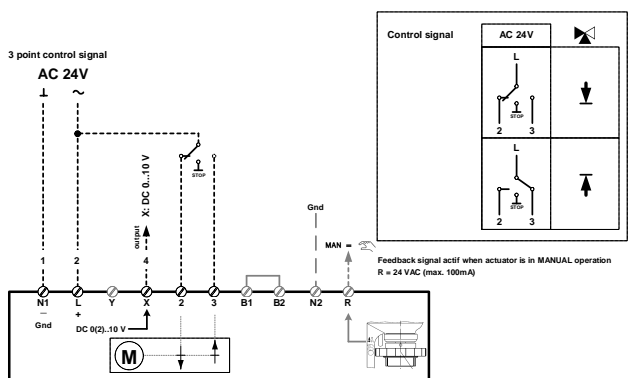 3 point control signal
AC 24V
⊥ ~
STOP
output X: DC 0...10 V
Gnd
MAN =
1 2 4
N1 L Y X 2 3 B1 B2 N2 R
− +
Gnd
DC 0(2)..10 V
M
Control signal AC 24V
L
STOP
2 3
L
STOP
2 3
Feedback signal actif when actuator is in MANUAL operation
R = 24 VAC (max. 100mA)